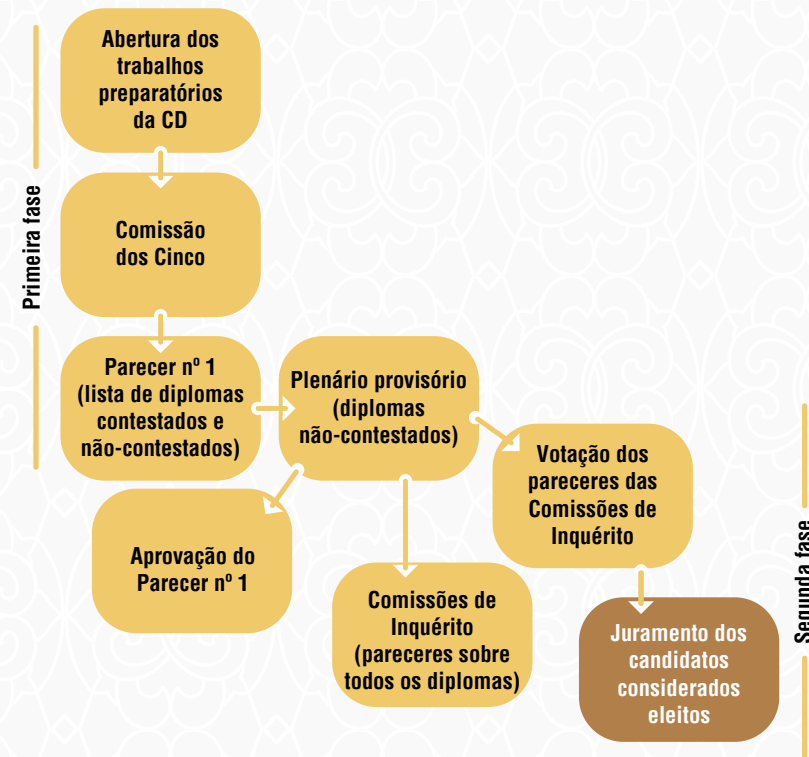 Primeira fase
Abertura dos
trabalhos
preparatórios
da CD
Comissão
dos Cinco
Parecer nº 1
(lista de diplomas
contestados e
não-contestados)
Plenário provisório
(diplomas
não-contestados)
Aprovação do
Parecer nº 1
Comissões de
Inquérito
(pareceres sobre
todos os diplomas)
Votação dos
pareceres das
Comissões de
Inquérito
Juramento dos
candidatos
considerados
eleitos
Segunda fase